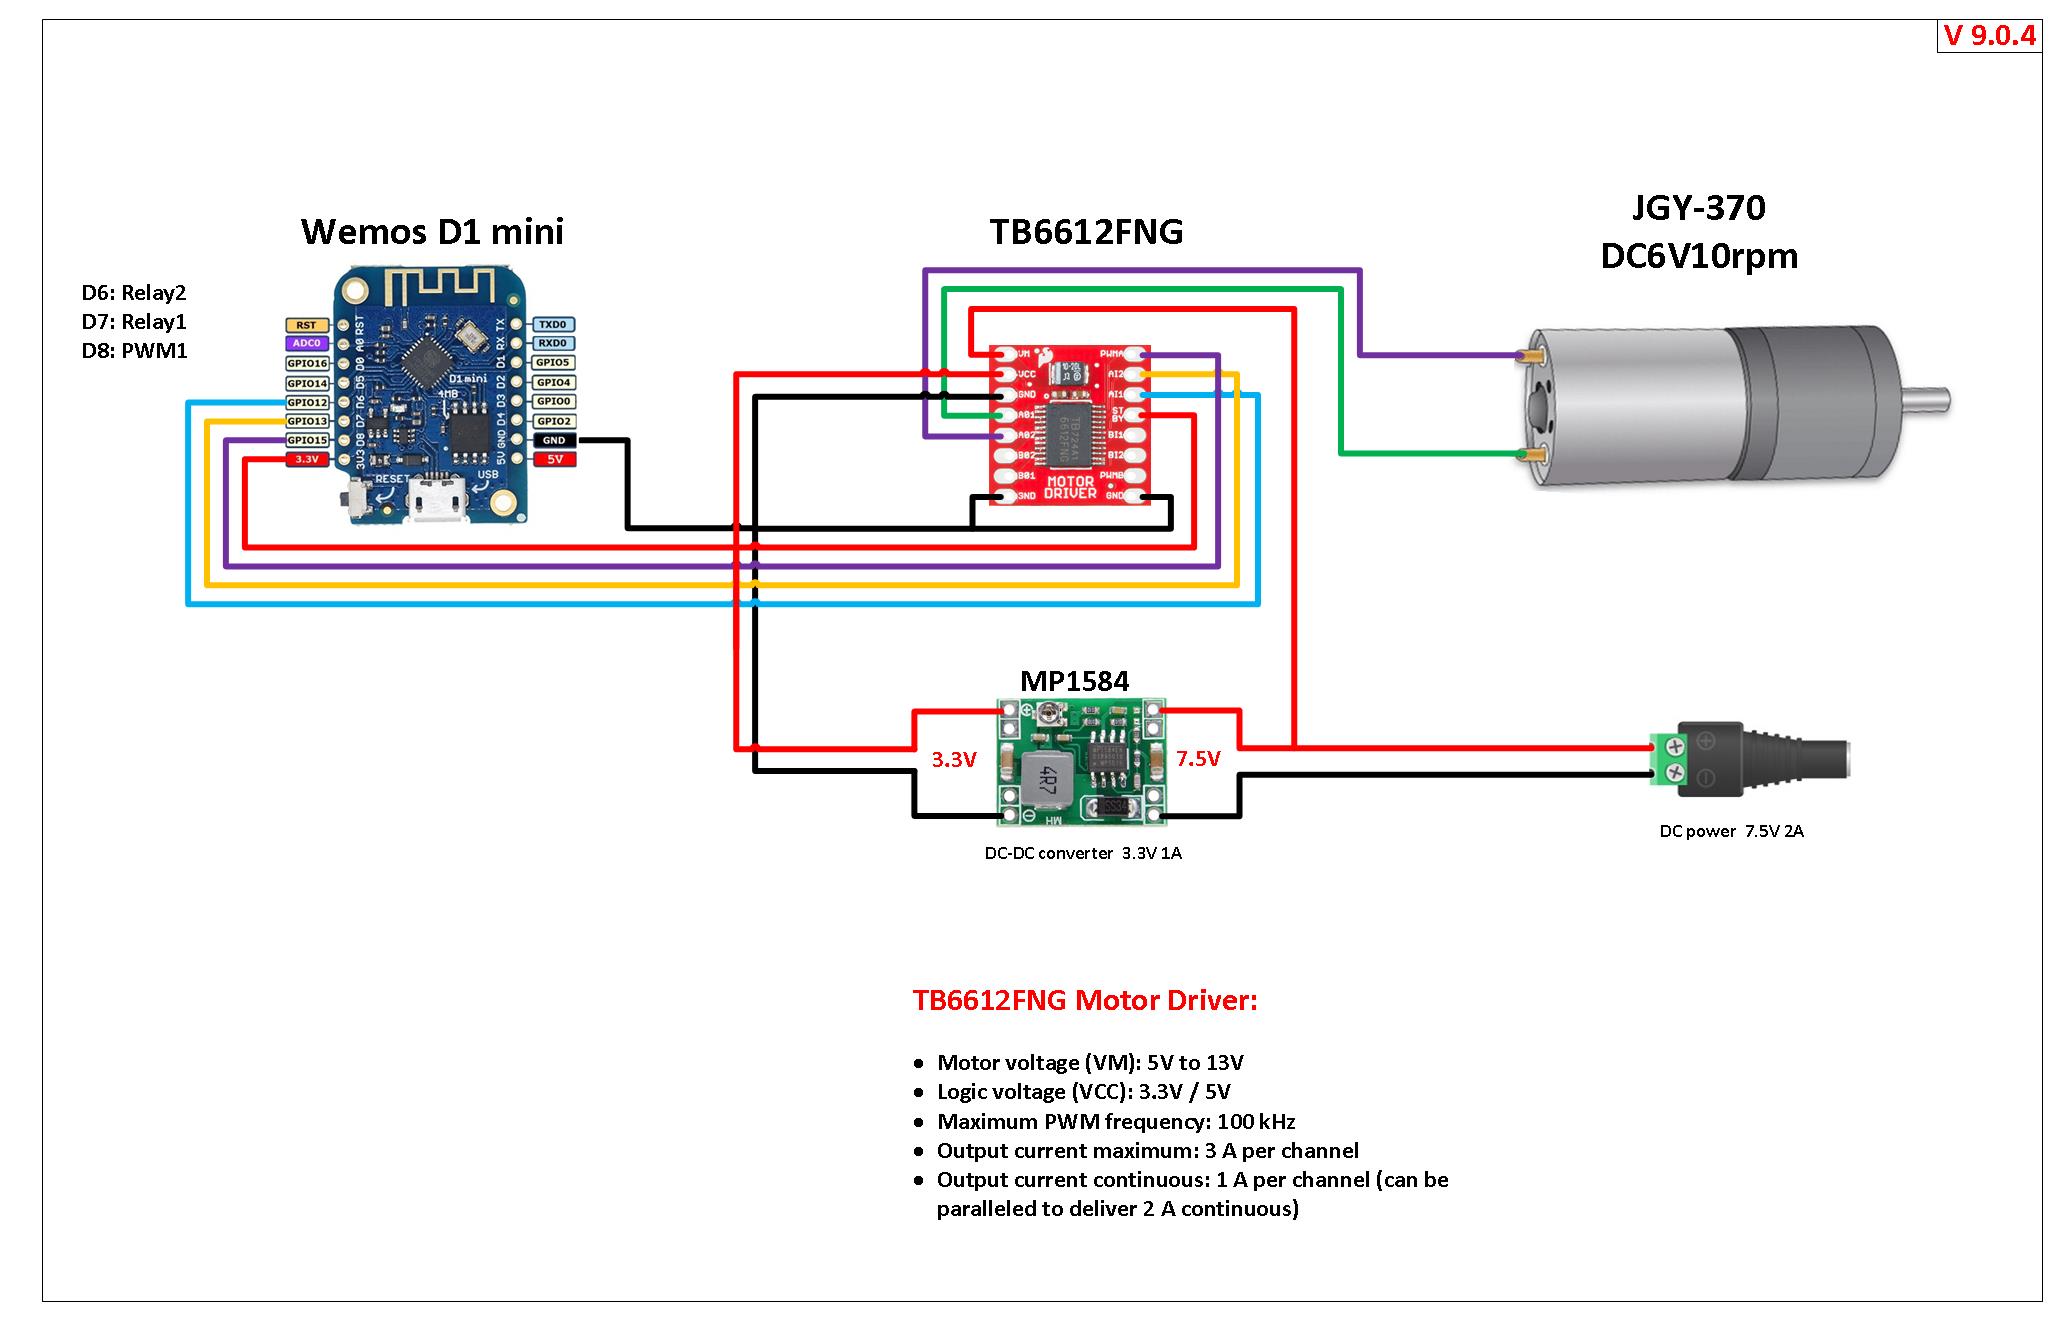 V 9.0.4
JGY-370
DC6V10rpm
Wemos D1 mini
TB6612FNG
D6: Relay2
D7: Relay1
D8: PWM1
RST
ADC0
GPIO16
GPIO14
GPIO12
GPIO13
GPIO15
3.3V
RST
A0
D0
D5
D6
D7
D8
3V3
D1 mini
4MB
RESET
USB
TX
RX
D1
D2
D3
D4
GND
5V
TXD0
RXD0
GPIO5
GPIO4
GPIO0
GPIO2
GND
5V
VM
VCC
GND
A01
A02
B02
B01
GND
MOTOR
DRIVER
PWMA
AI2
AI1
ST
BY
BI1
BI2
PWMB
GND
MP1584
3.3V
7.5V
4R7
SS34
MH
DC-DC converter 3.3V 1A
DC power 7.5V 2A
TB6612FNG Motor Driver:
• Motor voltage (VM): 5V to 13V
• Logic voltage (VCC): 3.3V / 5V
• Maximum PWM frequency: 100 kHz
• Output current maximum: 3 A per channel
• Output current continuous: 1 A per channel (can be
paralleled to deliver 2 A continuous)